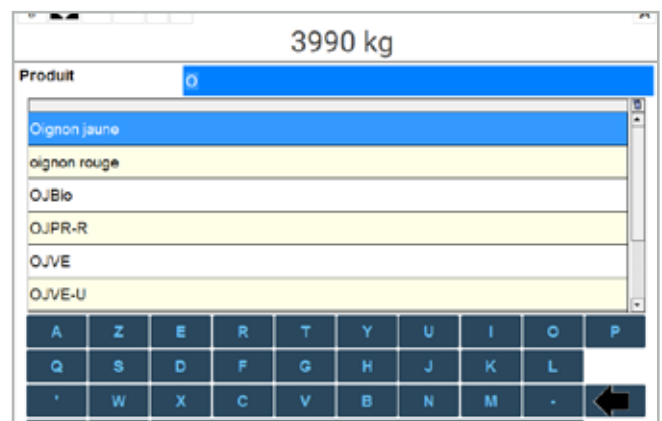 3990 kg
Produit O
Oignon jaune
oignon rouge
OJBio
OJPR-R
OJVE
OJVE-U
A Z E R T Y U I O P
Q S D F G H J K L
' W X C V B N M -